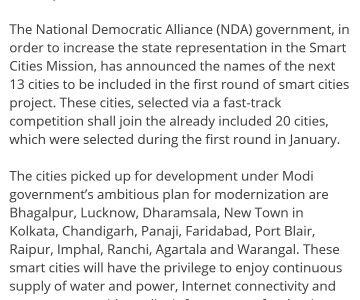 The National Democratic Alliance (NDA) government, in
order to increase the state representation in the Smart
Cities Mission, has announced the names of the next
13 cities to be included in the first round of smart cities
project. These cities, selected via a fast-track
competition shall join the already included 20 cities,
which were selected during the first round in January.
The cities picked up for development under Modi
government's ambitious plan for modernization are
Bhagalpur, Lucknow, Dharamsala, New Town in
Kolkata, Chandigarh, Panaji, Faridabad, Port Blair,
Raipur, Imphal, Ranchi, Agartala and Warangal. These
smart cities will have the privilege to enjoy continuous
supply of water and power, Internet connectivity and